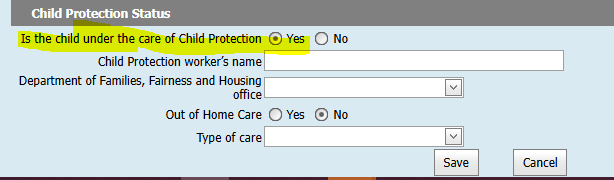 Child Protection Status
Is the child under the care of Child Protection Yes No
Child Protection worker's name
Department of Families, Fairness and Housing
office
Out of Home Care Yes No
Type of care
Save Cancel